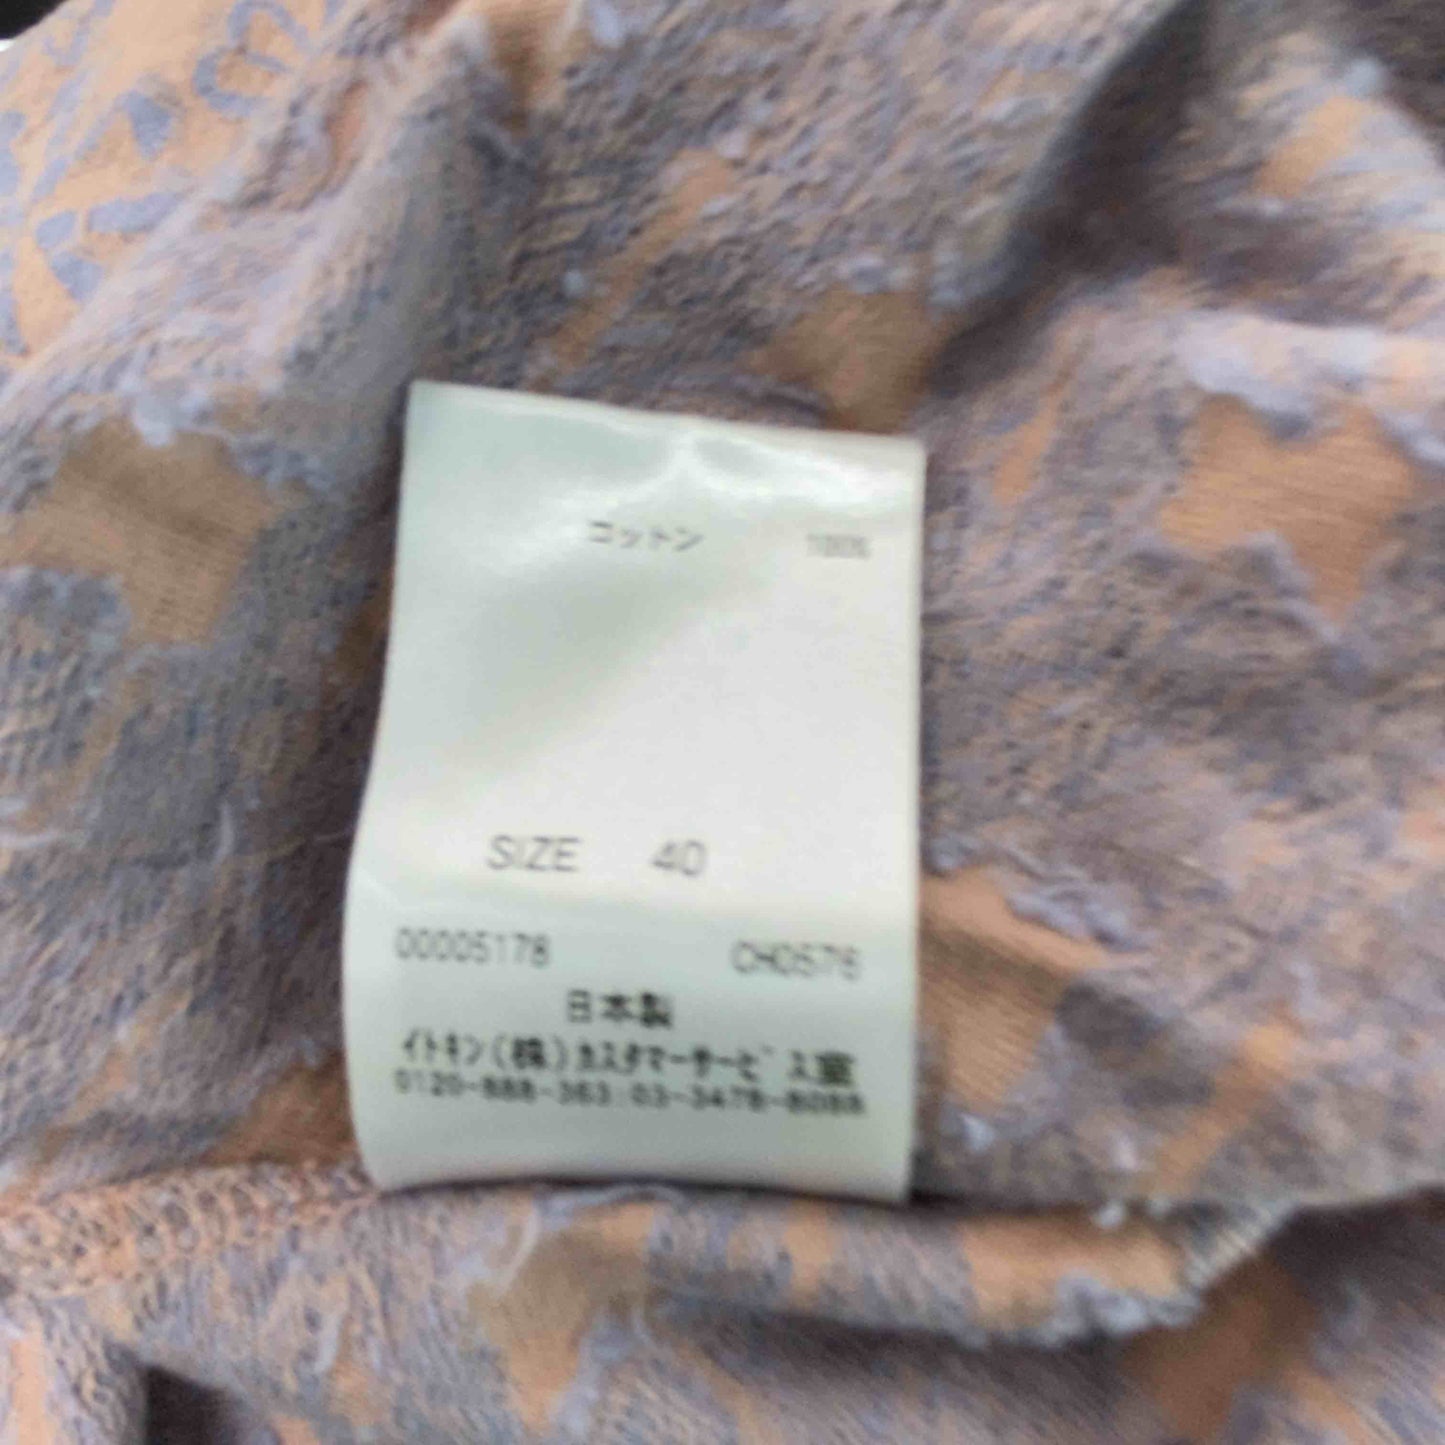 コットン 100%
SIZE 40
00005178 CH0576
日本製
イトキン(株)カスタマーサービス室
0120-888-363:03-3478-8088